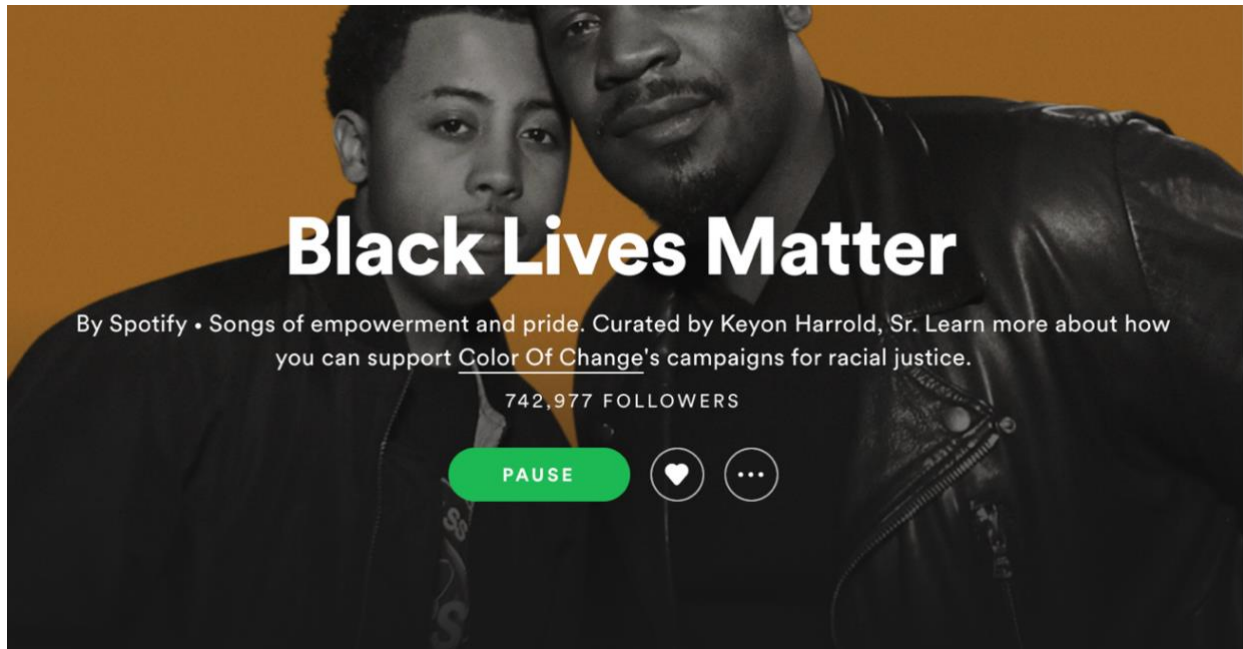 Black Lives Matter
By Spotify • Songs of empowerment and pride. Curated by Keyon Harrold, Sr. Learn more about how
you can support Color Of Change's campaigns for racial justice.
742,977 FOLLOWERS
PAUSE